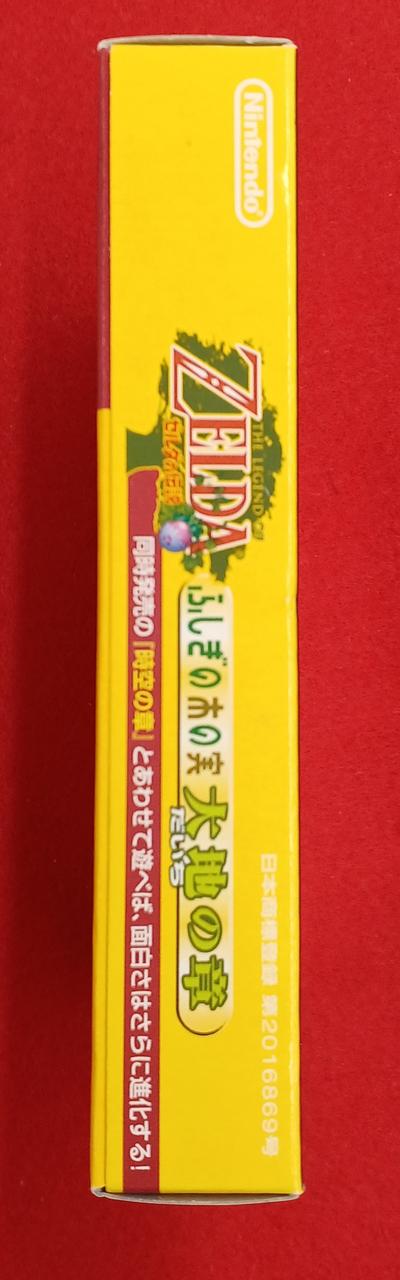 Nintendo®
THE LEGEND OF
ZELDA
ゼルダの伝説
ふしぎの木の実
大地の章
だいち
日本商標登録 第2016869号
同時発売の『時空の章』とあわせて遊べば、面白さはさらに進化する!